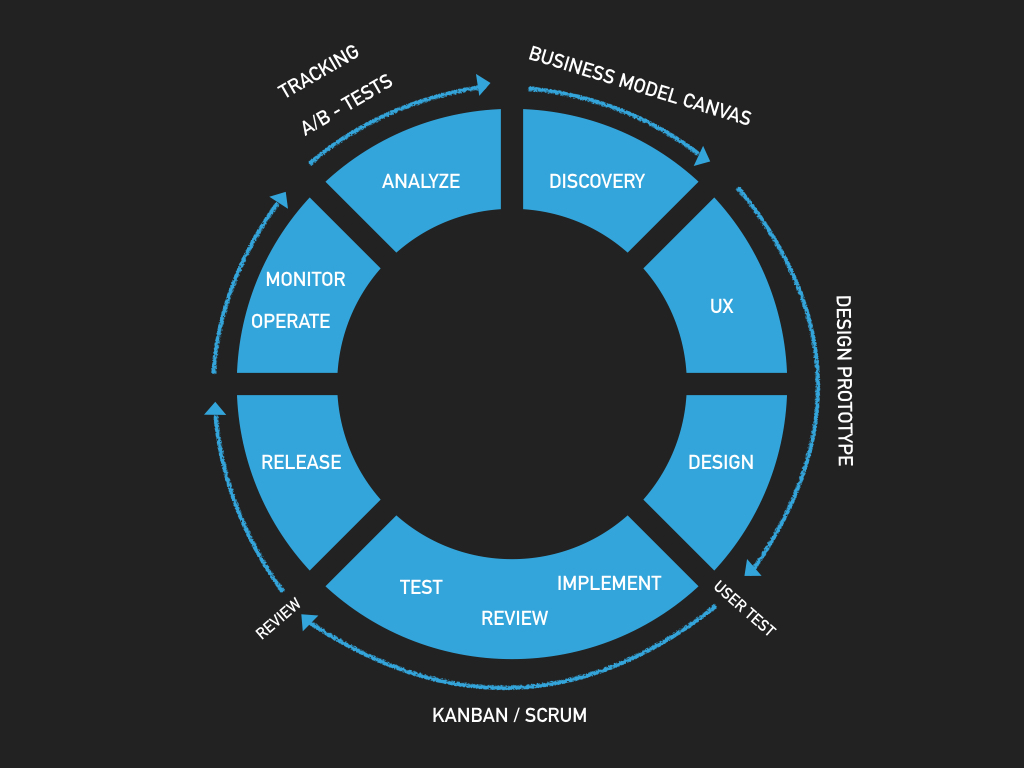 TRACKING
A/B - TESTS
BUSINESS MODEL CANVAS
ANALYZE
DISCOVERY
MONITOR
OPERATE
UX
DESIGN PROTOTYPE
RELEASE
DESIGN
TEST
IMPLEMENT
REVIEW
REVIEW
USER TEST
KANBAN / SCRUM